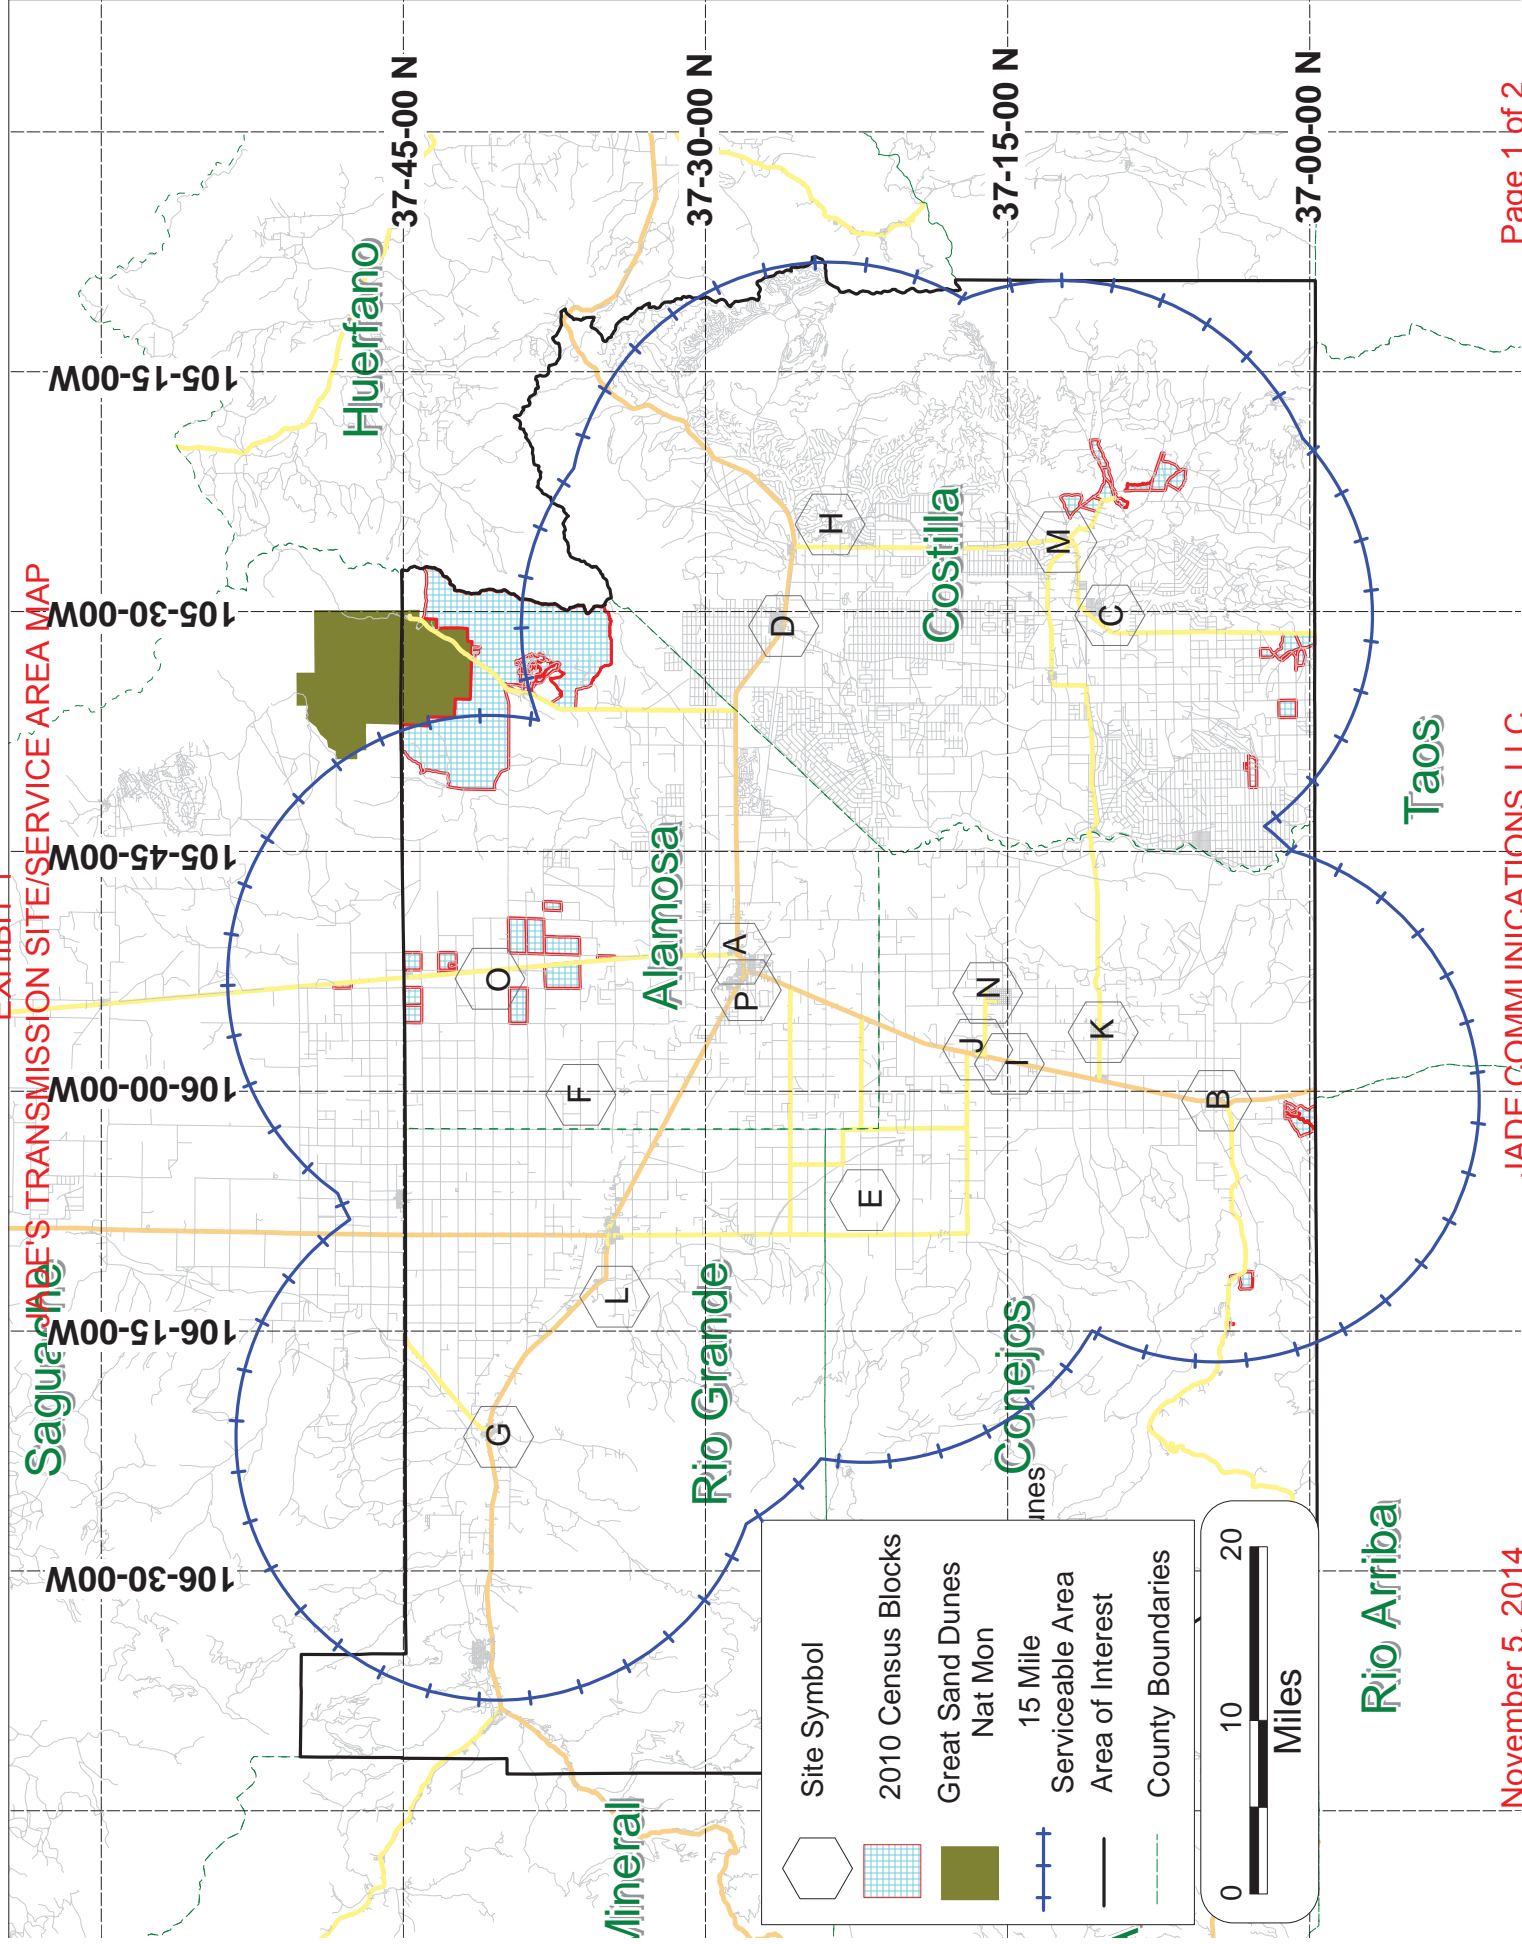 JADE'S TRANSMISSION SITE/SERVICE AREA MAP
Saguache
Huerfano
Alamosa
Costilla
Rio Grande
Conejos
Mineral
Taos
Rio Arriba
106-30-00W
106-15-00W
106-00-00W
105-45-00W
105-30-00W
105-15-00W
37-45-00 N
37-30-00 N
37-15-00 N
37-00-00 N
G
L
F
O
P
A
D
H
E
J
I
N
K
B
M
C
unes
Site Symbol
2010 Census Blocks
Great Sand Dunes
Nat Mon
15 Mile
Serviceable Area
Area of Interest
County Boundaries
0 10 20
Miles
November 5, 2014
JADE COMMUNICATIONS, LLC
Page 1 of 2